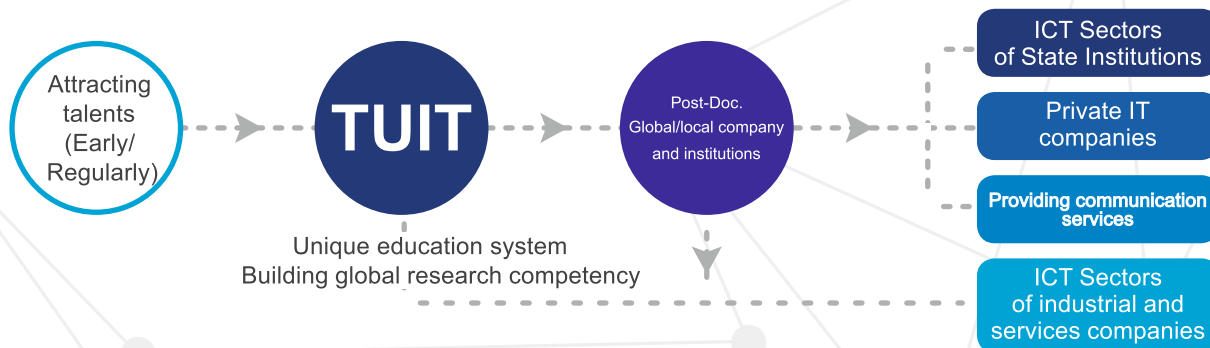 Attracting
talents
(Early/
Regularly)
TUIT
Unique education system
Building global research competency
Post-Doc.
Global/local company
and institutions
ICT Sectors
of State Institutions
Private IT
companies
Providing communication
services
ICT Sectors
of industrial and
services companies